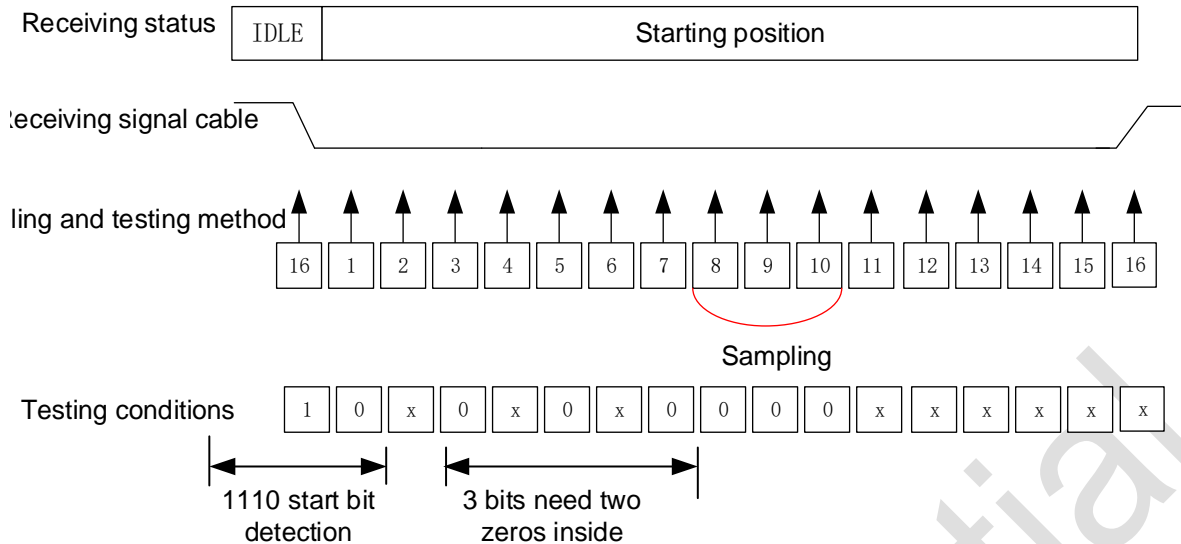 Receiving status
IDLE
Starting position
eceiving signal cable
ling and testing method
16 1 2 3 4 5 6 7 8 9 10 11 12 13 14 15 16
Sampling
Testing conditions
1 0 x 0 x 0 x 0 0 0 0 x x x x x x
1110 start bit
detection
3 bits need two
zeros inside
tial